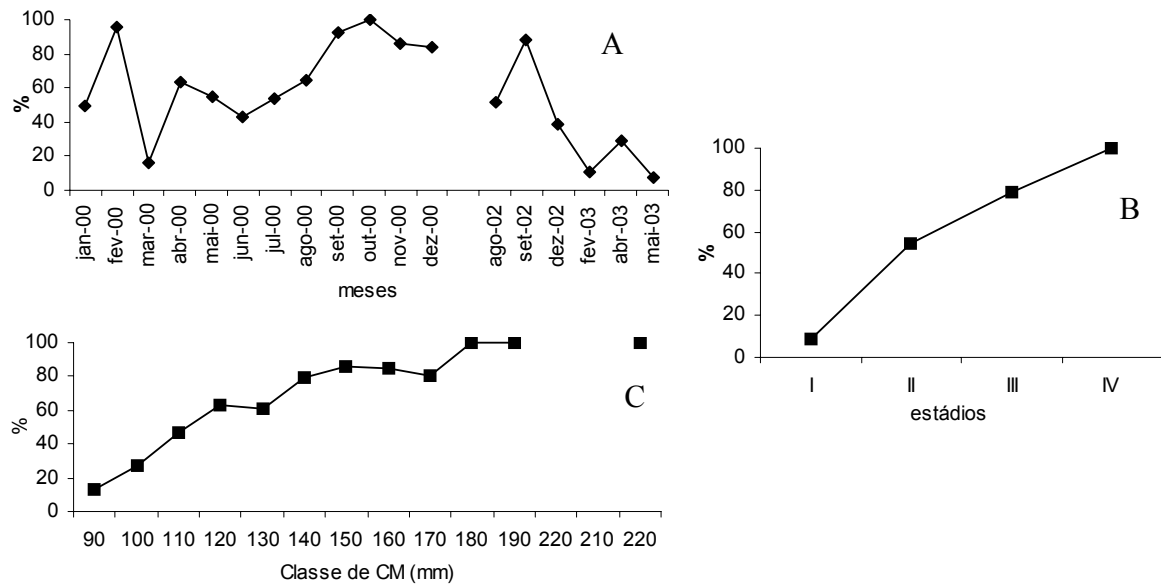 100
80
60
40
20
0
%
A
jan-00
fev-00
mar-00
abr-00
mai-00
jun-00
jul-00
ago-00
set-00
out-00
nov-00
dez-00
ago-02
set-02
dez-02
fev-03
abr-03
mai-03
meses
100
80
60
40
20
0
%
B
I II III IV
estádios
100
80
60
40
20
0
%
C
90 100 110 120 130 140 150 160 170 180 190 220 210 220
Classe de CM (mm)